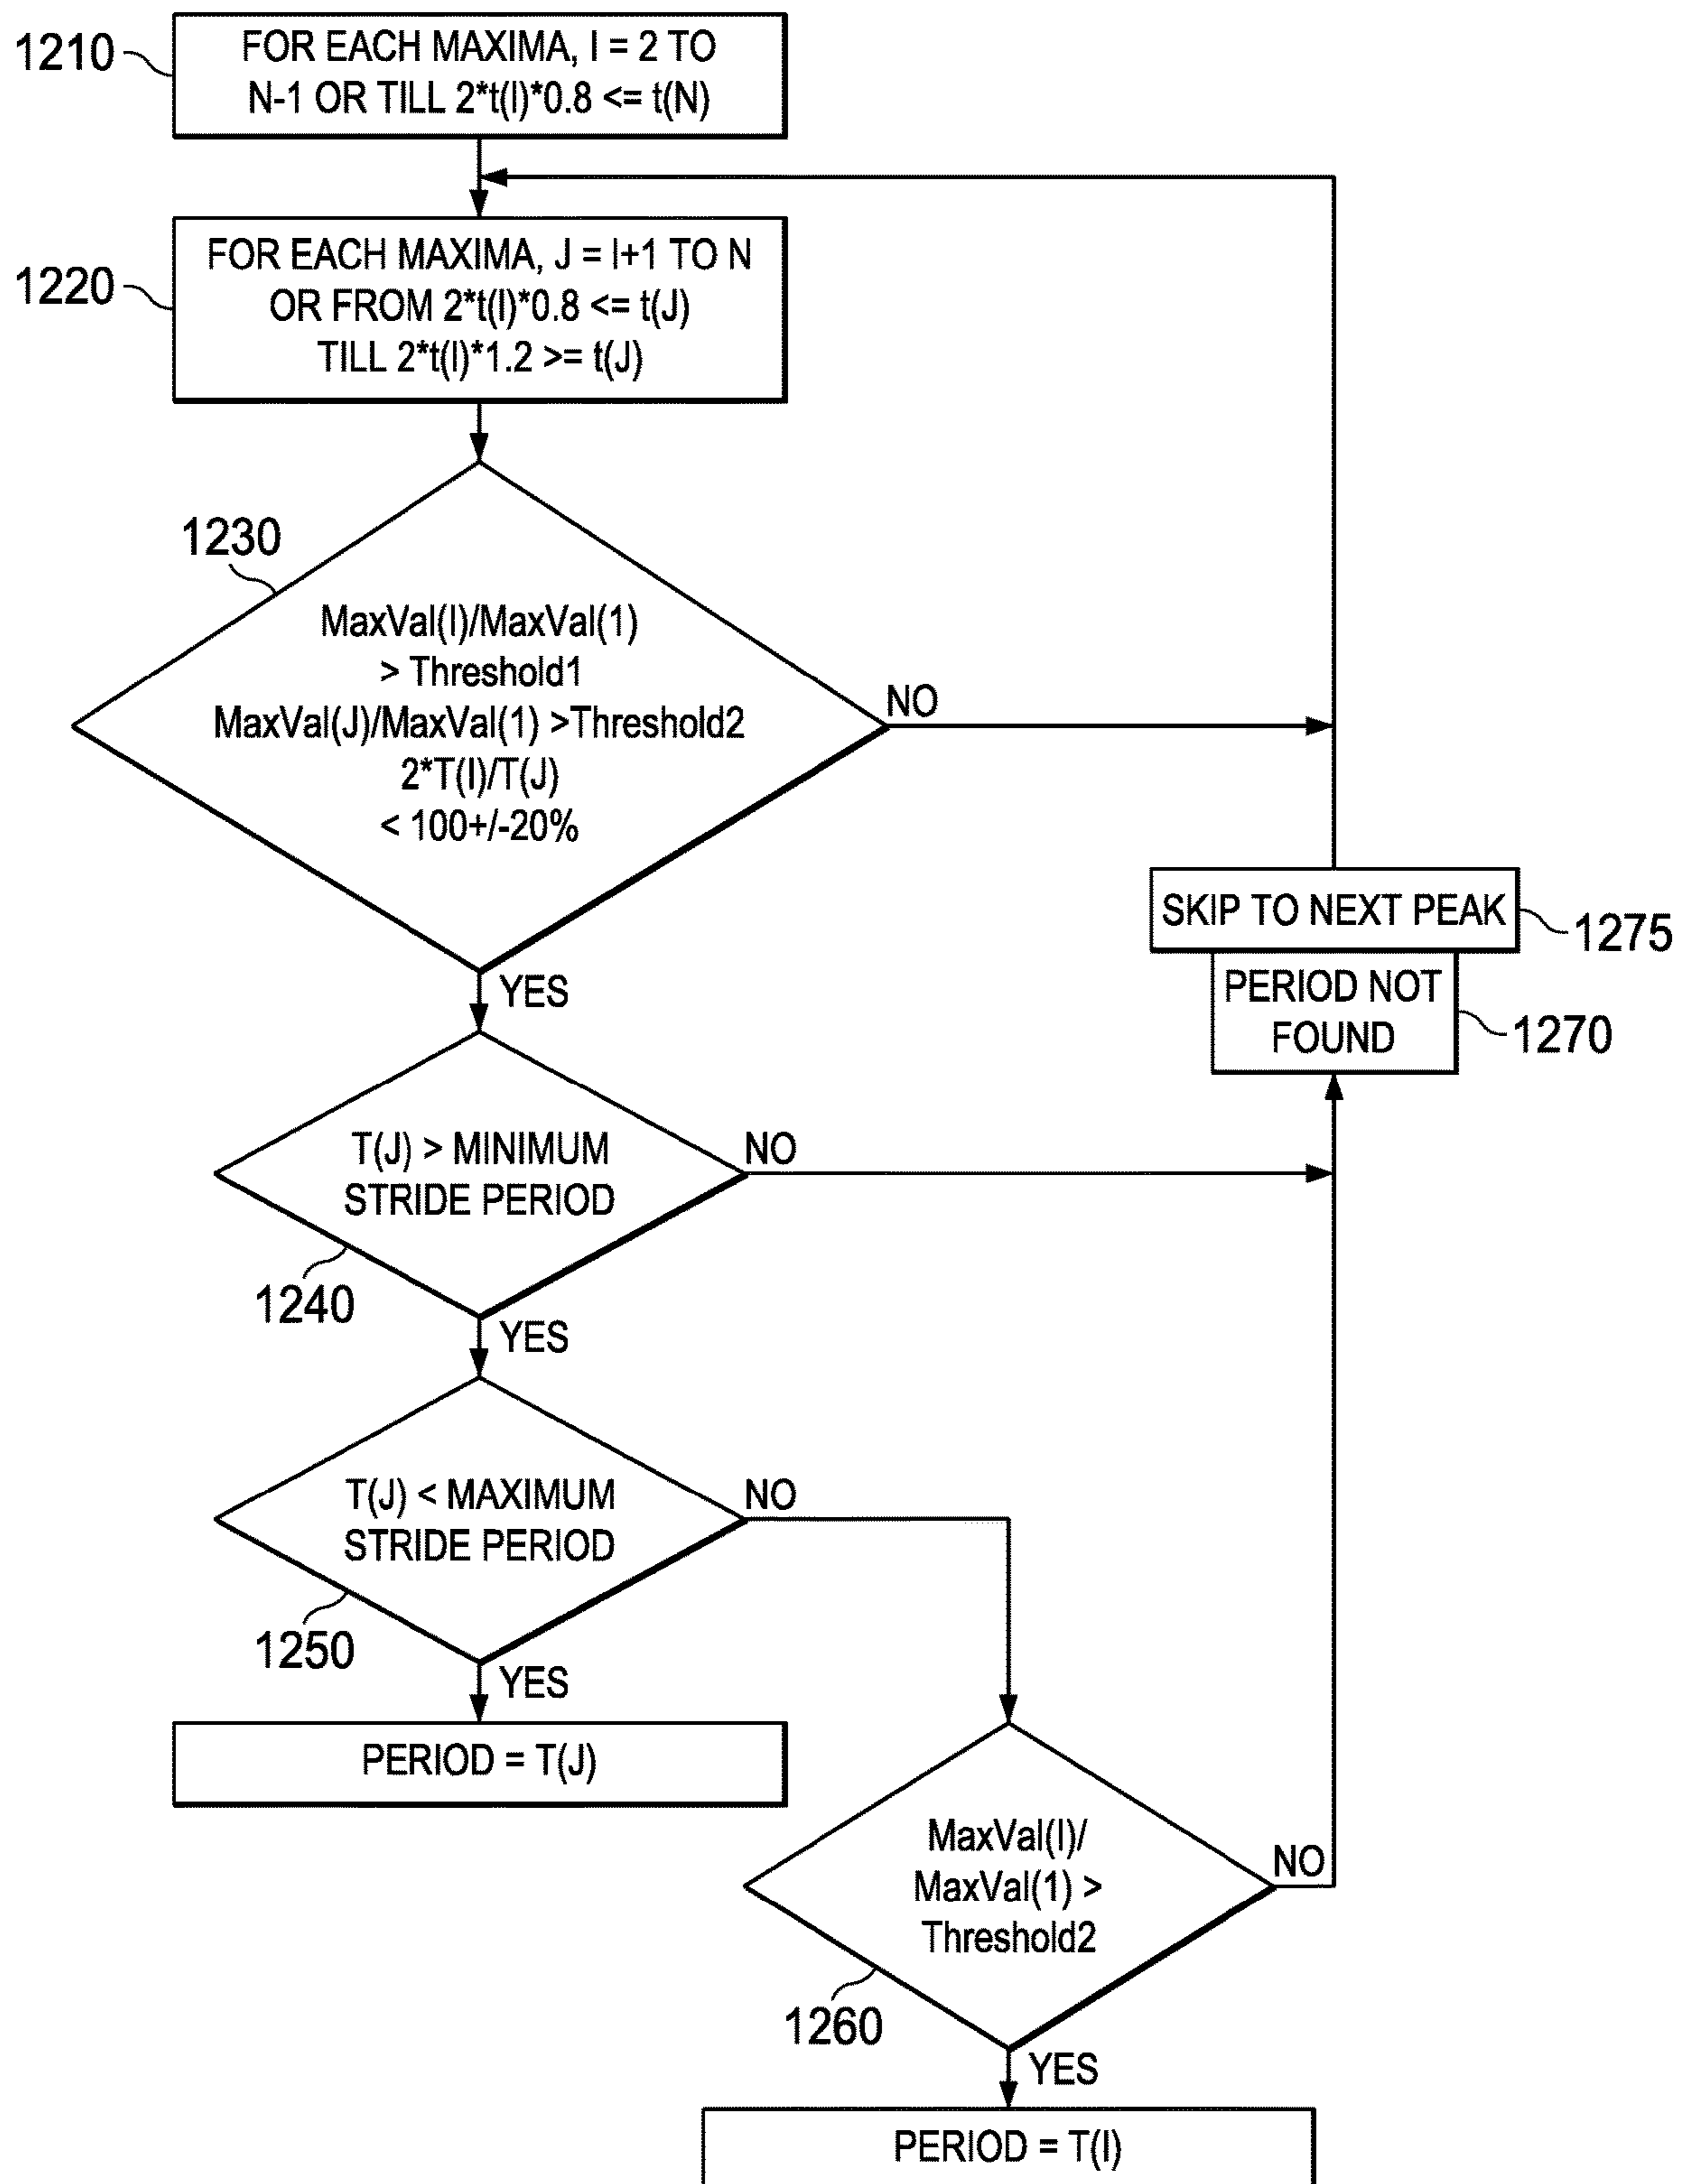 1210
FOR EACH MAXIMA, I = 2 TO
N-1 OR TILL 2*t(I)*0.8 <= t(N)
1220
FOR EACH MAXIMA, J = I+1 TO N
OR FROM 2*t(I)*0.8 <= t(J)
TILL 2*t(I)*1.2 >= t(J)
1230
MaxVal(I)/MaxVal(1)
> Threshold1
MaxVal(J)/MaxVal(1) >Threshold2
2*T(I)/T(J)
< 100+/-20%
NO
YES
SKIP TO NEXT PEAK
1275
PERIOD NOT
FOUND
1270
T(J) > MINIMUM
STRIDE PERIOD
NO
1240
YES
T(J) < MAXIMUM
STRIDE PERIOD
NO
1250
YES
PERIOD = T(J)
MaxVal(I)/
MaxVal(1) >
Threshold2
NO
1260
YES
PERIOD = T(I)